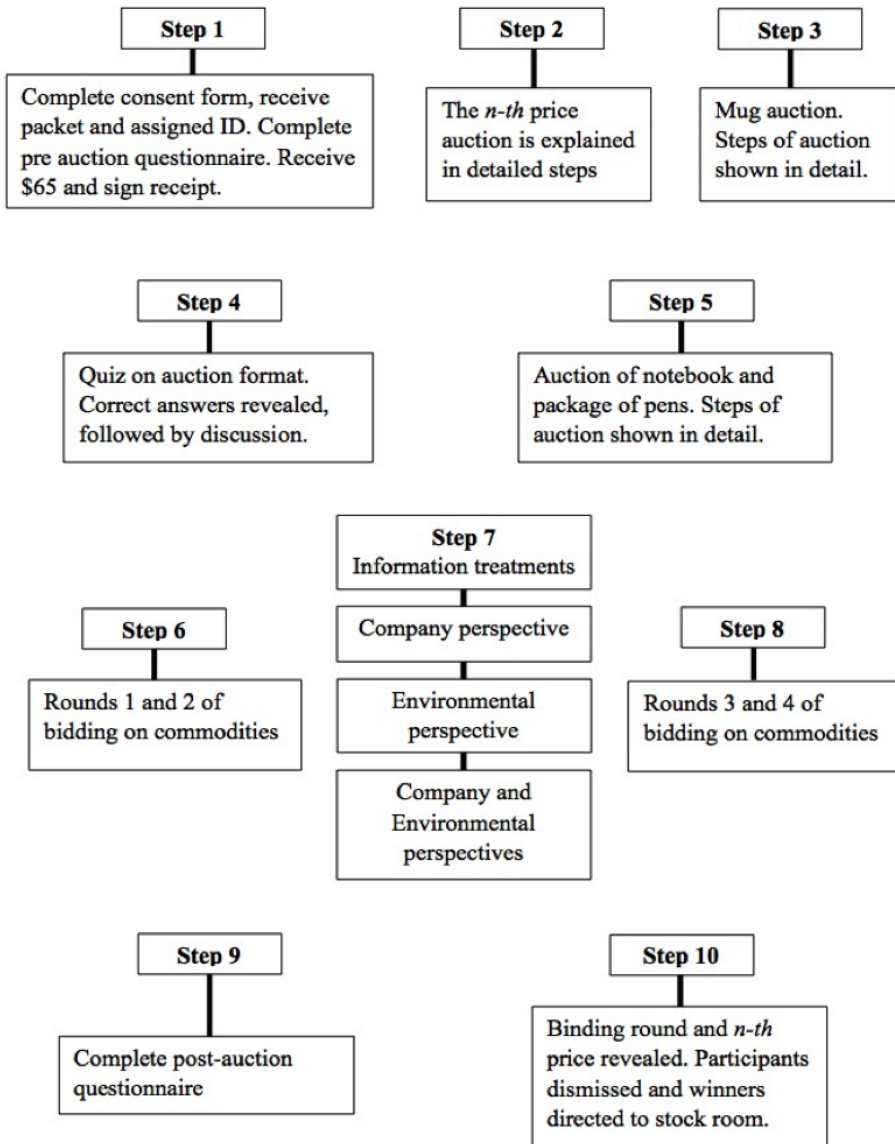 Step 1
Complete consent form, receive
packet and assigned ID. Complete
pre auction questionnaire. Receive
$65 and sign receipt.
Step 2
The n-th price
auction is explained
in detailed steps
Step 3
Mug auction.
Steps of auction
shown in detail.
Step 4
Quiz on auction format.
Correct answers revealed,
followed by discussion.
Step 5
Auction of notebook and
package of pens. Steps of
auction shown in detail.
Step 6
Rounds 1 and 2 of
bidding on commodities
Step 7
Information treatments
Company perspective
Environmental
perspective
Company and
Environmental
perspectives
Step 8
Rounds 3 and 4 of
bidding on commodities
Step 9
Complete post-auction
questionnaire
Step 10
Binding round and n-th
price revealed. Participants
dismissed and winners
directed to stock room.